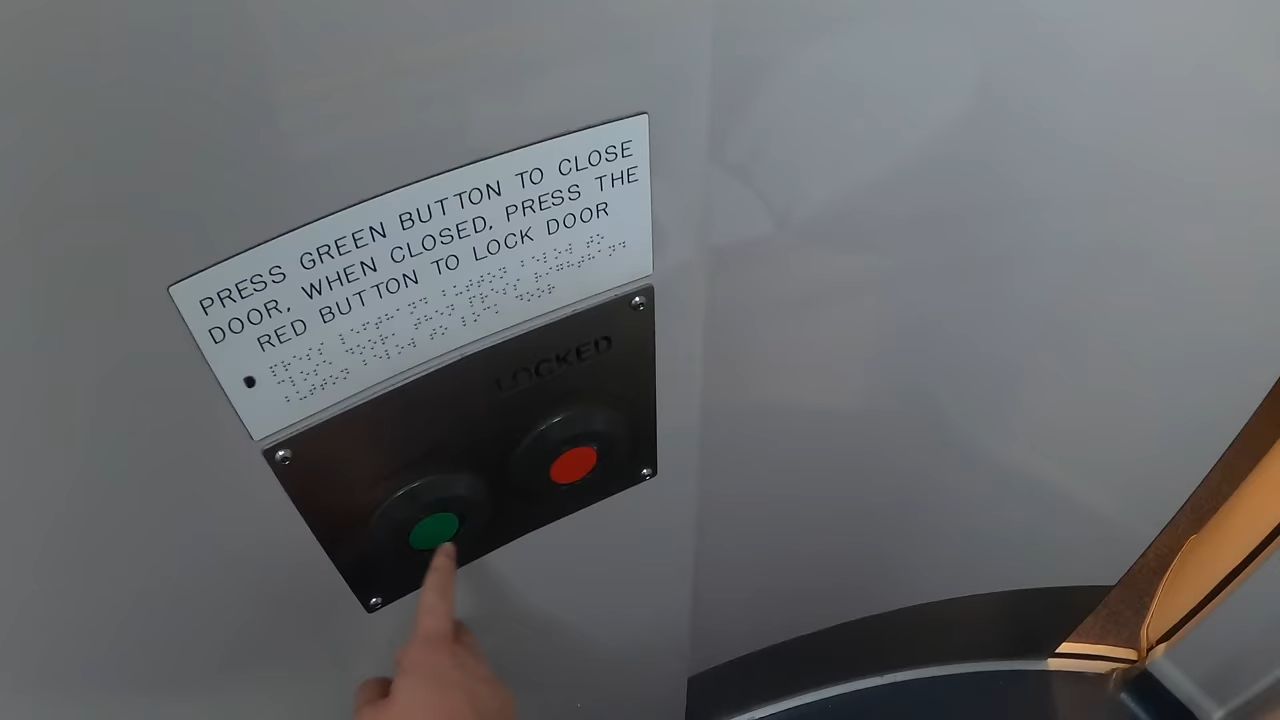 PRESS GREEN BUTTON TO CLOSE
DOOR, WHEN CLOSED, PRESS THE
RED BUTTON TO LOCK DOOR
LOCKED